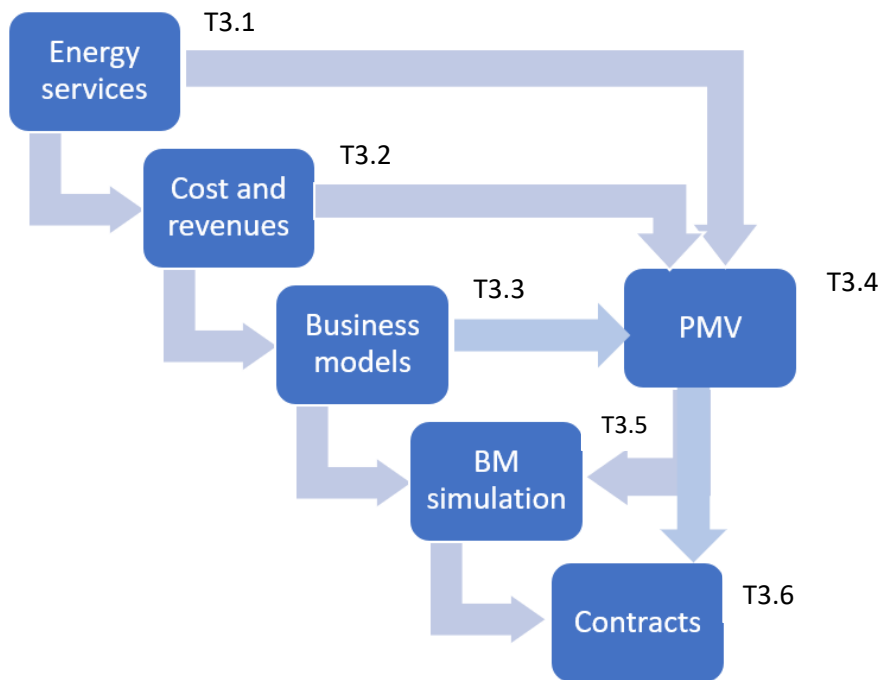 T3.1
Energy
services
T3.2
Cost and
revenues
T3.3
Business
models
T3.4
PMV
T3.5
BM
simulation
T3.6
Contracts